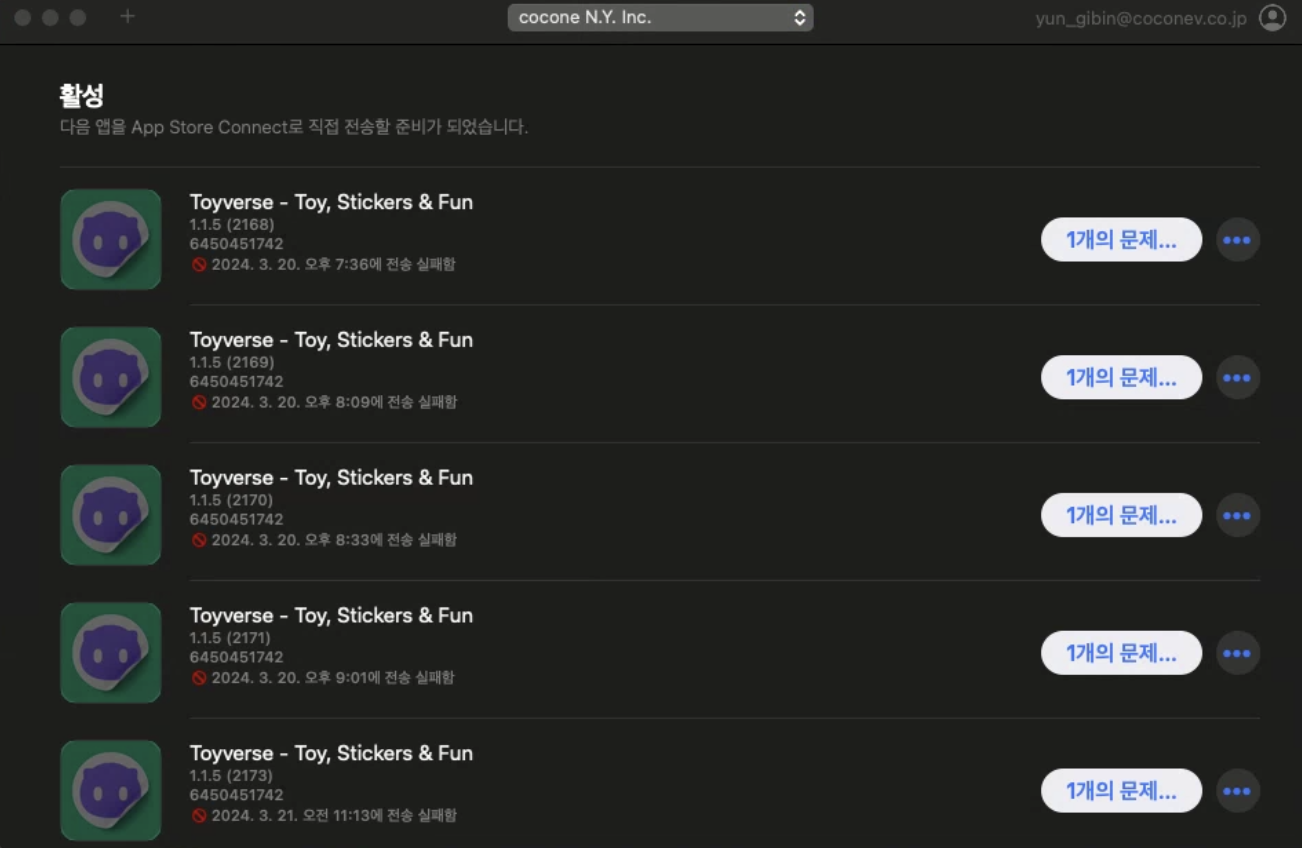 cocone N.Y. Inc.
yun_gibin@coconev.co.jp
활성
다음 앱을 App Store Connect로 직접 전송할 준비가 되었습니다.
Toyverse - Toy, Stickers & Fun
1.1.5 (2168)
6450451742
2024. 3. 20. 오후 7:36에 전송 실패함
1개의 문제...
Toyverse - Toy, Stickers & Fun
1.1.5 (2169)
6450451742
2024. 3. 20. 오후 8:09에 전송 실패함
1개의 문제...
Toyverse - Toy, Stickers & Fun
1.1.5 (2170)
6450451742
2024. 3. 20. 오후 8:33에 전송 실패함
1개의 문제...
Toyverse - Toy, Stickers & Fun
1.1.5 (2171)
6450451742
2024. 3. 20. 오후 9:01에 전송 실패함
1개의 문제...
Toyverse - Toy, Stickers & Fun
1.1.5 (2173)
6450451742
2024. 3. 21. 오전 11:13에 전송 실패함
1개의 문제...